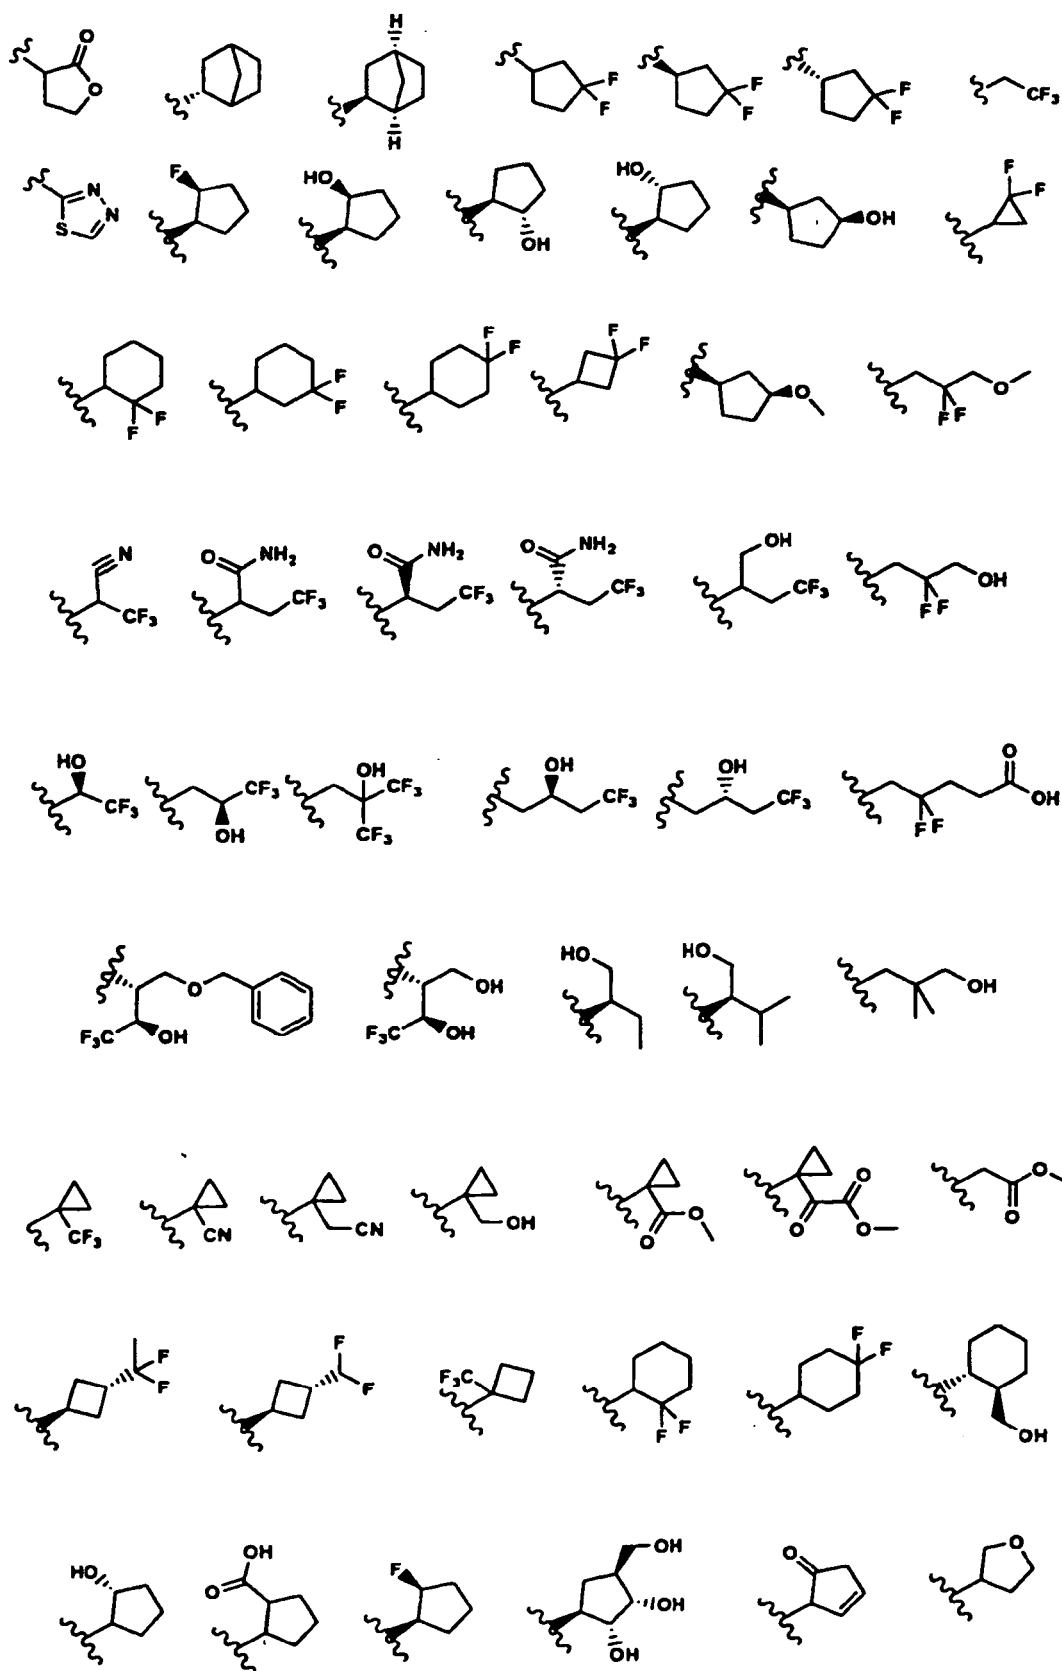 O O H H F F F F F F CF₃
F HO OH HO OH F F
S N N
F F F F F F F F O F F O
N CF₃ O NH₂ CF₃ O NH₂ CF₃ O NH₂ CF₃ OH CF₃ F F OH
HO CF₃ CF₃ OH OH CF₃ CF₃ OH CF₃ OH CF₃ F F O OH
O F₃C OH OH F₃C OH HO HO OH
CF₃ CN CN OH O O O O O O O O
F F F F F₃C F F F F OH
HO OH O F OH OH OH O O